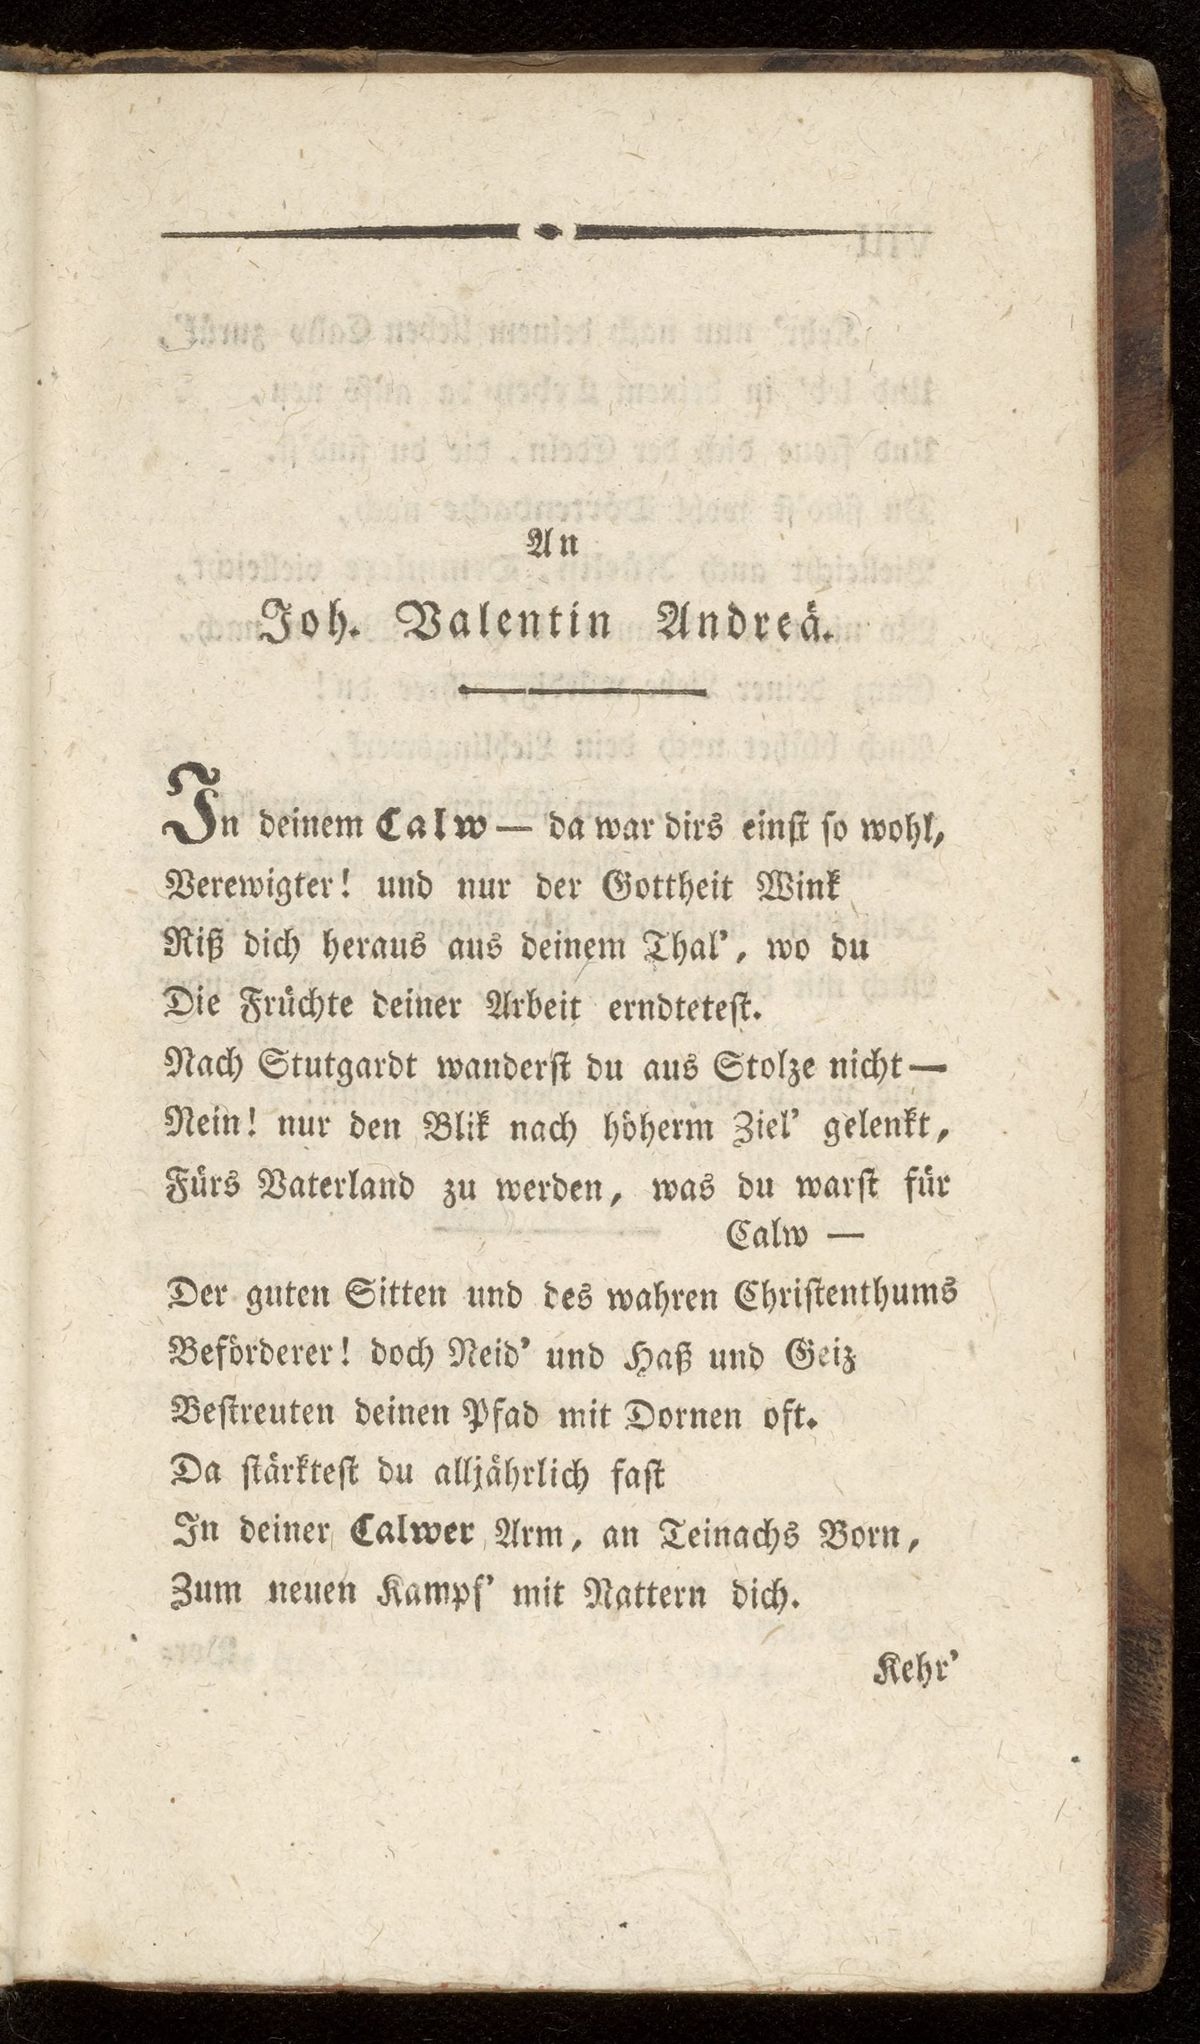 An
Joh. Valentin Andreä.
In deinem Calw — da war dirs einst so wohl,
Verewigter! und nur der Gottheit Wink
Riß dich heraus aus deinem Thal', wo du
Die Früchte deiner Arbeit erndtetest.
Nach Stutgardt wanderst du aus Stolze nicht —
Nein! nur den Blik nach höherm Ziel' gelenkt,
Fürs Vaterland zu werden, was du warst für
Calw —
Der guten Sitten und des wahren Christenthums
Beförderer! doch Neid' und Haß und Geiz
Bestreuten deinen Pfad mit Dornen oft.
Da stärktest du alljährlich fast
In deiner Calwer Arm, an Teinachs Born,
Zum neuen Kampf' mit Nattern dich.
Kehr'